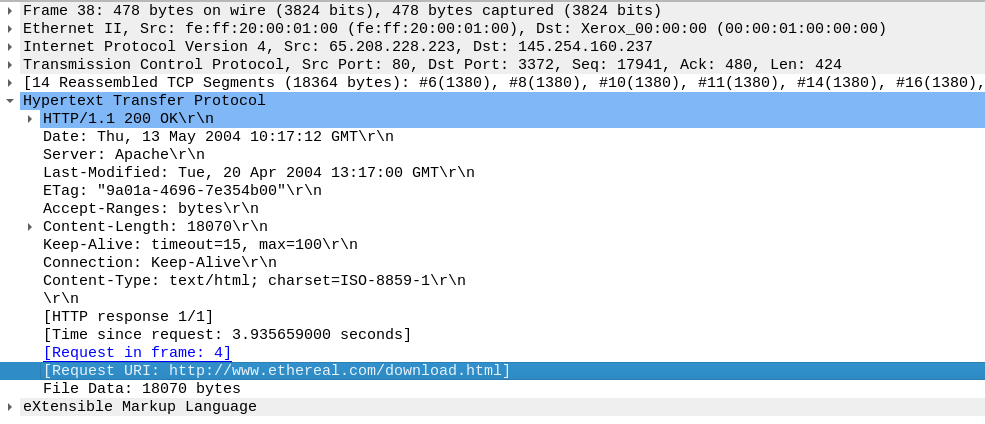 Frame 38: 478 bytes on wire (3824 bits), 478 bytes captured (3824 bits)
Ethernet II, Src: fe:ff:20:00:01:00 (fe:ff:20:00:01:00), Dst: Xerox_00:00:00 (00:00:01:00:00:00)
Internet Protocol Version 4, Src: 65.208.228.223, Dst: 145.254.160.237
Transmission Control Protocol, Src Port: 80, Dst Port: 3372, Seq: 17941, Ack: 480, Len: 424
[14 Reassembled TCP Segments (18364 bytes): #6(1380), #8(1380), #10(1380), #11(1380), #14(1380), #16(1380),
Hypertext Transfer Protocol
HTTP/1.1 200 OK\r\n
Date: Thu, 13 May 2004 10:17:12 GMT\r\n
Server: Apache\r\n
Last-Modified: Tue, 20 Apr 2004 13:17:00 GMT\r\n
ETag: "9a01a-4696-7e354b00"\r\n
Accept-Ranges: bytes\r\n
Content-Length: 18070\r\n
Keep-Alive: timeout=15, max=100\r\n
Connection: Keep-Alive\r\n
Content-Type: text/html; charset=ISO-8859-1\r\n
\r\n
[HTTP response 1/1]
[Time since request: 3.935659000 seconds]
[Request in frame: 4]
[Request URI: http://www.ethereal.com/download.html]
File Data: 18070 bytes
eXtensible Markup Language